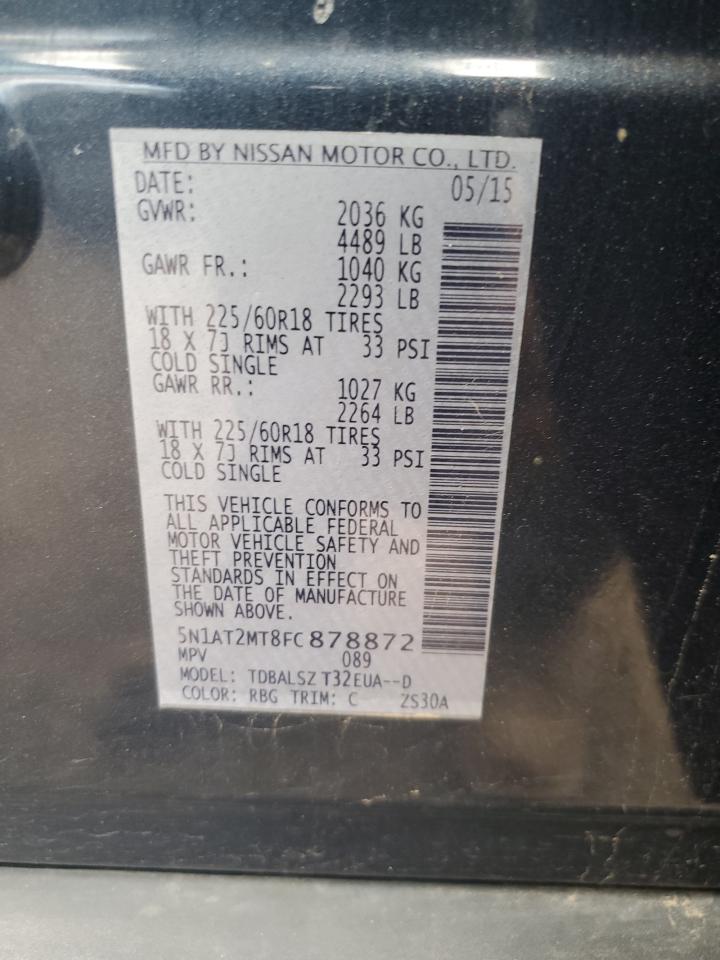 MFD BY NISSAN MOTOR CO., LTD.
DATE: 05/15
GVWR: 2036 KG
4489 LB
GAWR FR.: 1040 KG
2293 LB
WITH 225/60R18 TIRES
18 X 7J RIMS AT 33 PSI
COLD SINGLE
GAWR RR.: 1027 KG
2264 LB
WITH 225/60R18 TIRES
18 X 7J RIMS AT 33 PSI
COLD SINGLE
THIS VEHICLE CONFORMS TO
ALL APPLICABLE FEDERAL
MOTOR VEHICLE SAFETY AND
THEFT PREVENTION
STANDARDS IN EFFECT ON
THE DATE OF MANUFACTURE
SHOWN ABOVE.
5N1AT2MT8FC878872
MPV 089
MODEL: TDBALSZ T32EUA--D
COLOR: RBG TRIM: C ZS30A